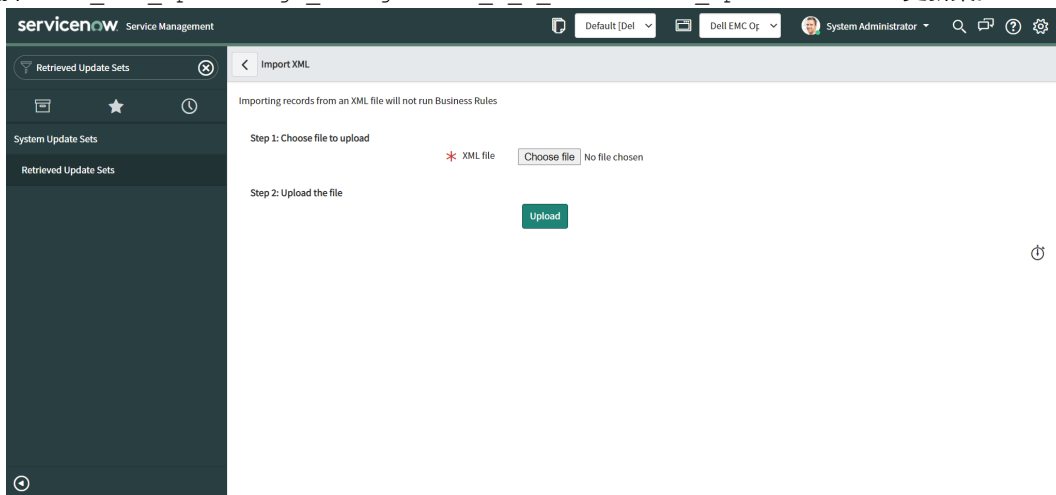 servicenow. Service Management
Default [Del
Dell EMC Op
System Administrator
Retrieved Update Sets
Import XML
Importing records from an XML file will not run Business Rules
System Update Sets
Retrieved Update Sets
Step 1: Choose file to upload
* XML file Choose file No file chosen
Step 2: Upload the file
Upload